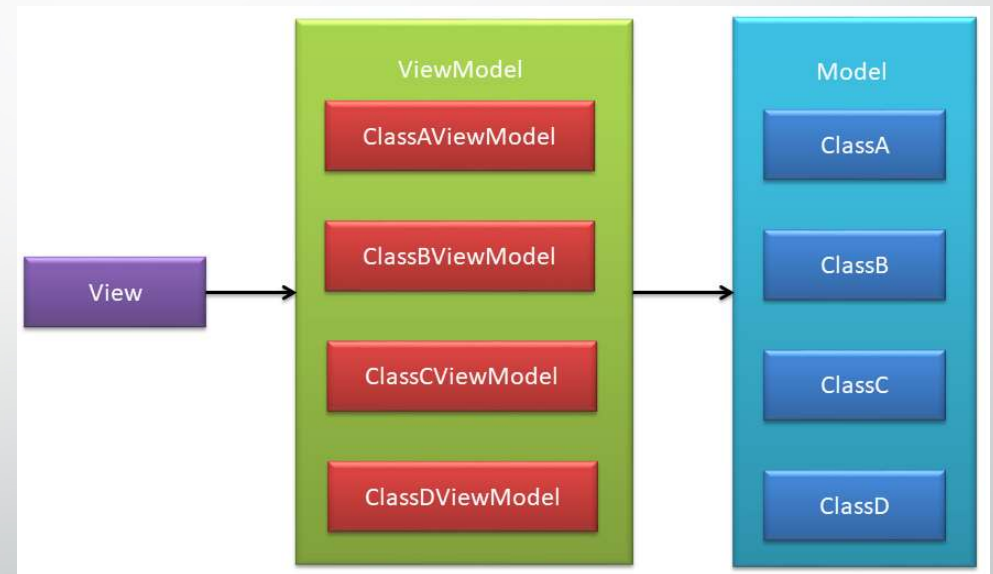 View
ViewModel
ClassAViewModel
ClassBViewModel
ClassCViewModel
ClassDViewModel
Model
ClassA
ClassB
ClassC
ClassD